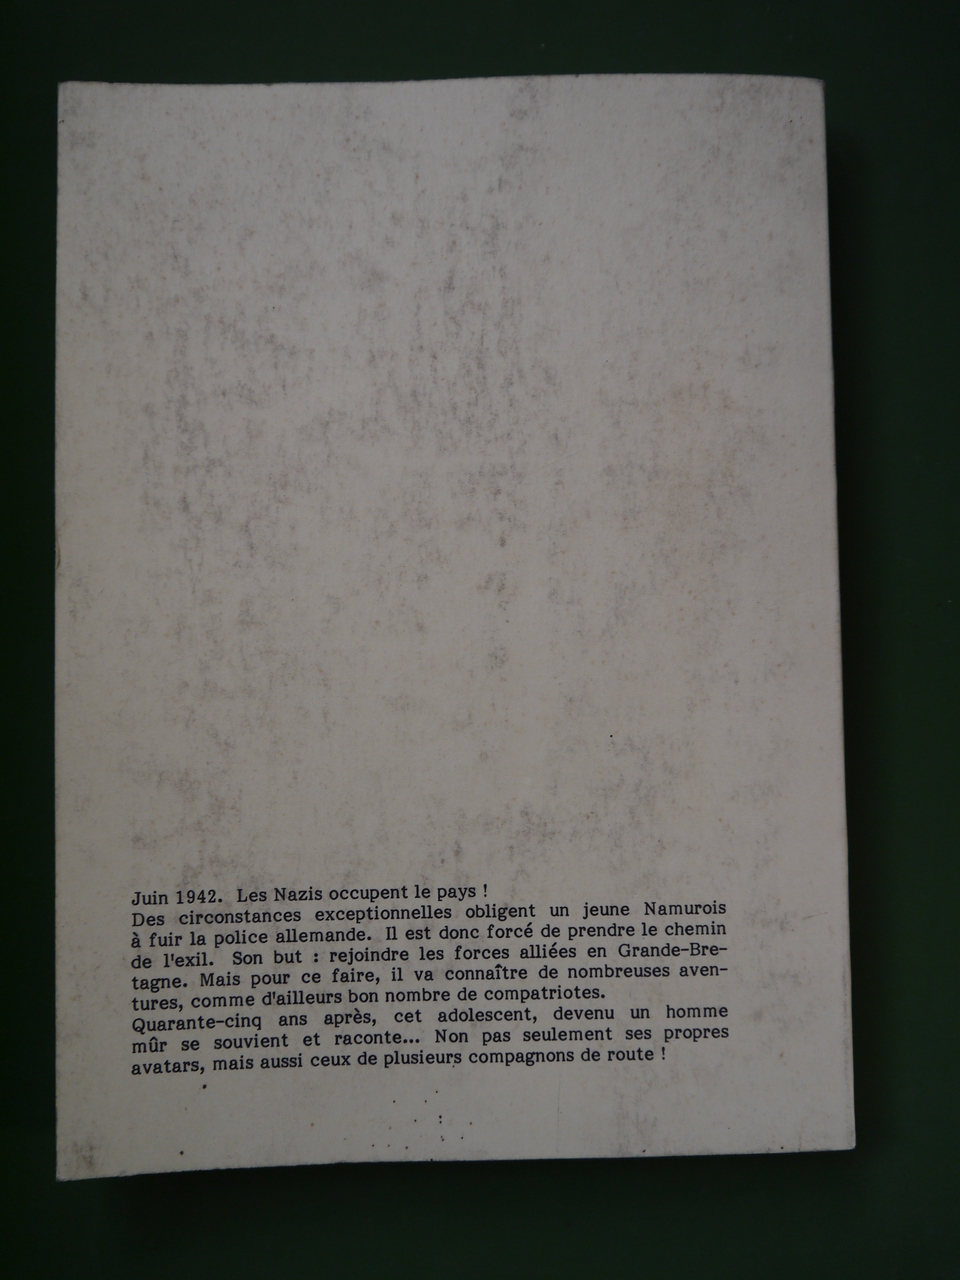 Juin 1942. Les Nazis occupent le pays !
Des circonstances exceptionnelles obligent un jeune Namurois
à fuir la police allemande. Il est donc forcé de prendre le chemin
de l'exil. Son but : rejoindre les forces alliées en Grande-Bre-
tagne. Mais pour ce faire, il va connaître de nombreuses aven-
tures, comme d'ailleurs bon nombre de compatriotes.
Quarante-cinq ans après, cet adolescent, devenu un homme
mûr se souvient et raconte... Non pas seulement ses propres
avatars, mais aussi ceux de plusieurs compagnons de route !